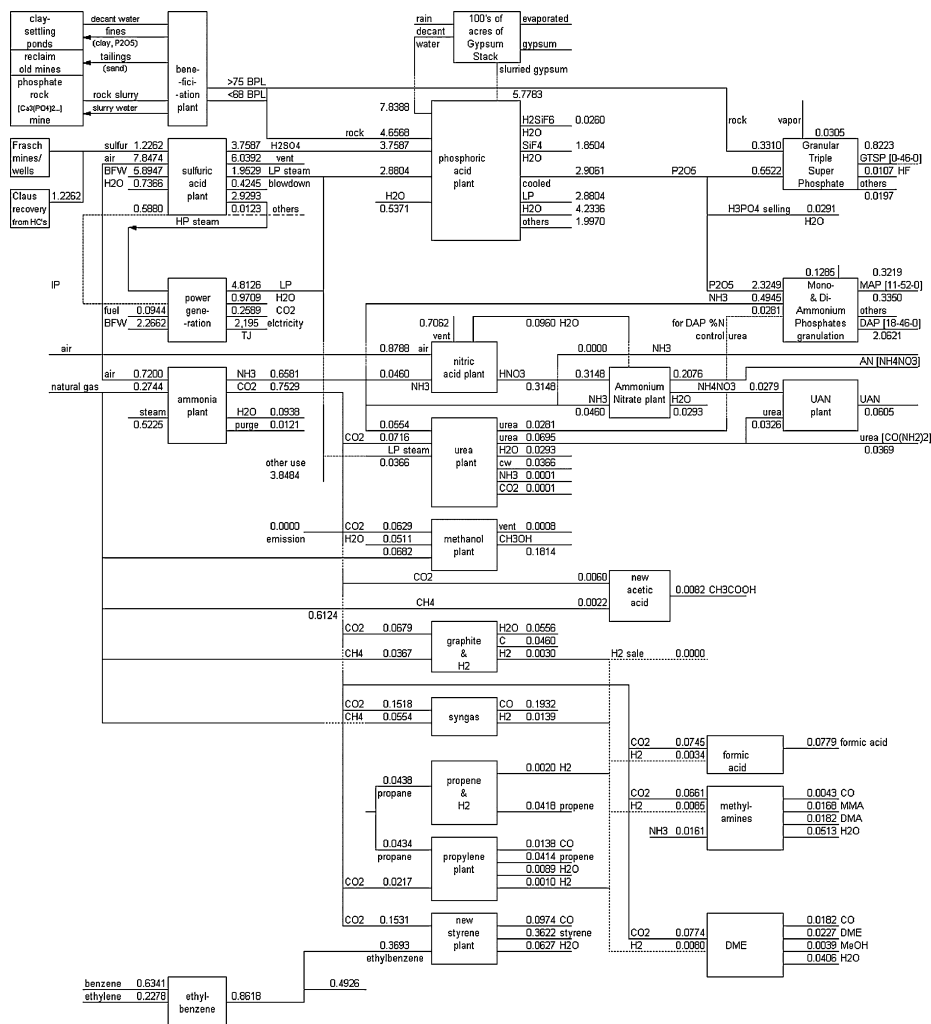 clay-
settling
ponds
reclaim
old mines
phosphate
rock
[Ca3(PO4)2...]
mine
decant water
fines
(clay, P2O5)
tailings
(sand)
rock slurry
slurry water
bene-
-fici-
ation
plant
>75 BPL
<68 BPL
rain
decant
water
100's of
acres of
Gypsum
Stack
evaporated
gypsum
slurried gypsum
5.7783
7.8388
rock 4.6568
3.7587
2.8804
H2O
0.5371
phosphoric
acid
plant
H2SiF6 0.0260
H2O
SiF4 1.8504
H2O
2.9061 P2O5
cooled
LP 2.8804
H2O 4.2336
others 1.9970
rock vapor
0.0305
0.3310
0.5522
Granular
Triple
Super
Phosphate
0.8223
GTSP [0-46-0]
0.0107 HF
others
0.0197
H3PO4 selling 0.0291
H2O
Frasch
mines/
wells
Claus
recovery
from HC's
1.2262
sulfur 1.2262
air 7.8474
BFW 5.8947
H2O 0.7366
0.5880
sulfuric
acid
plant
3.7587 H2SO4
6.0392 vent
1.9529 LP steam
0.4245 blowdown
2.9293
0.0123 others
HP steam
IP
fuel 0.0944
BFW 2.2662
power
gene-
-ration
4.8126 LP
0.9709 H2O
0.2589 CO2
2,195 elctricity
TJ
P2O5 2.3249
NH3 0.4945
0.0281
for DAP %N
control urea
0.1285
Mono-
& Di-
Ammonium
Phosphates
granulation
0.3219
MAP [11-52-0]
0.3350
others
DAP [18-46-0]
2.0621
air
0.8788 air
0.7062
vent
0.0960 H2O
0.0460
NH3
nitric
acid plant
HNO3
0.3148
0.0000 NH3
0.3148
NH3
0.0460
Ammonium
Nitrate plant
0.2076
NH4NO3
H2O
0.0293
AN [NH4NO3]
0.0279
urea
0.0326
UAN
plant
UAN
0.0605
urea [CO(NH2)2]
0.0369
air 0.7200
natural gas 0.2744
steam
0.5225
ammonia
plant
NH3 0.6581
CO2 0.7529
H2O 0.0938
purge 0.0121
0.0554
CO2 0.0716
LP steam
0.0366
other use
3.8484
urea
plant
urea 0.0281
urea 0.0695
H2O 0.0293
cw 0.0366
NH3 0.0001
CO2 0.0001
0.0000
emission
CO2 0.0629
H2O 0.0511
0.0682
methanol
plant
vent 0.0008
CH3OH
0.1814
CO2 0.0060
CH4 0.0022
new
acetic
acid
0.0082 CH3COOH
0.6124
CO2 0.0679
CH4 0.0367
graphite
&
H2
H2O 0.0556
C 0.0460
H2 0.0030
H2 sale 0.0000
CO2 0.1518
CH4 0.0554
syngas
CO 0.1932
H2 0.0139
CO2 0.0745
H2 0.0034
formic
acid
0.0779 formic acid
0.0438
propane
propene
&
H2
0.0020 H2
0.0418 propene
CO2 0.0661
H2 0.0085
NH3 0.0161
methyl-
amines
0.0043 CO
0.0168 MMA
0.0182 DMA
0.0513 H2O
0.0434
propane
CO2 0.0217
propylene
plant
0.0138 CO
0.0414 propene
0.0089 H2O
0.0010 H2
CO2 0.1531
0.3693
ethylbenzene
new
styrene
plant
0.0974 CO
0.3622 styrene
0.0627 H2O
CO2 0.0774
H2 0.0080
DME
0.0182 CO
0.0227 DME
0.0039 MeOH
0.0406 H2O
benzene 0.6341
ethylene 0.2278
ethyl-
benzene
0.8618
0.4926